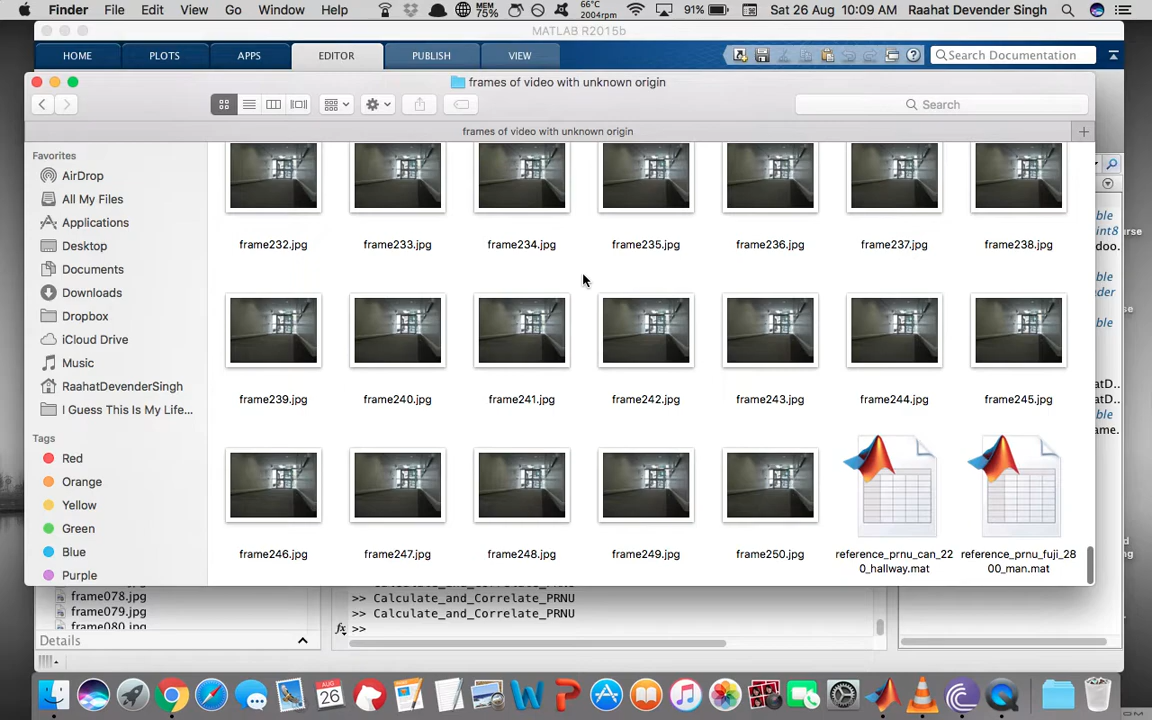 Finder File Edit View Go Window Help MEM 75% 66°C 2004rpm 91% Sat 26 Aug 10:09 AM Raahat Devender Singh
MATLAB R2015b
HOME PLOTS APPS EDITOR PUBLISH VIEW Search Documentation
frames of video with unknown origin
Search
frames of video with unknown origin
Favorites
AirDrop
All My Files
Applications
Desktop
Documents
Downloads
Dropbox
iCloud Drive
Music
RaahatDevenderSingh
I Guess This Is My Life...
Tags
Red
Orange
Yellow
Green
Blue
Purple
frame232.jpg frame233.jpg frame234.jpg frame235.jpg frame236.jpg frame237.jpg frame238.jpg
frame239.jpg frame240.jpg frame241.jpg frame242.jpg frame243.jpg frame244.jpg frame245.jpg
frame246.jpg frame247.jpg frame248.jpg frame249.jpg frame250.jpg reference_prnu_can_22 reference_prnu_fuji_28
0_hallway.mat 00_man.mat
frame078.jpg
frame079.jpg
frame080.jpg
Details
>> Calculate_and_Correlate_PRNU
>> Calculate_and_Correlate_PRNU
fx >>
AUG
26